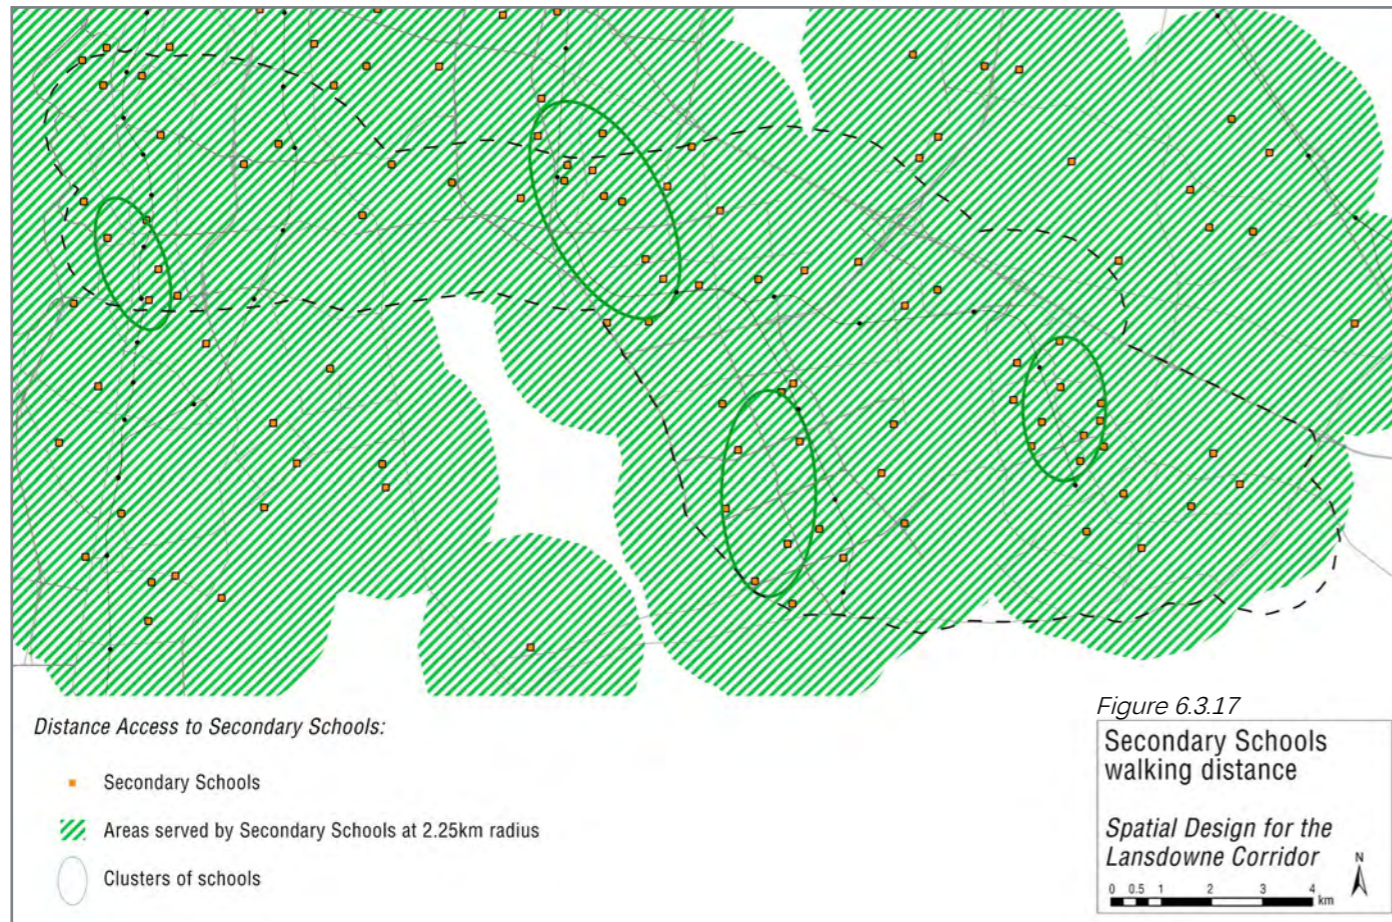 Distance Access to Secondary Schools:
Secondary Schools
Areas served by Secondary Schools at 2.25km radius
Clusters of schools
Figure 6.3.17
Secondary Schools
walking distance
Spatial Design for the
Lansdowne Corridor
N
0 0.5 1 2 3 4 km